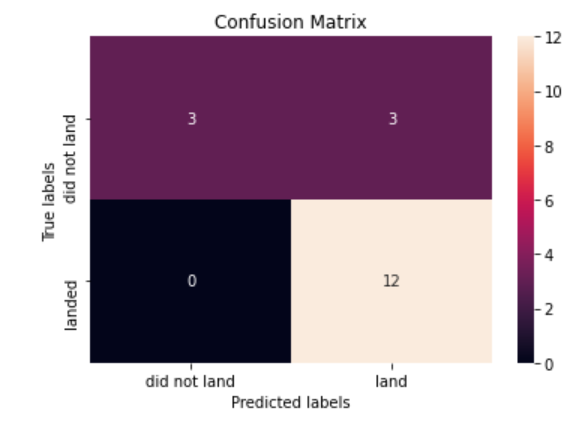 Confusion Matrix
True labels
did not land
landed
3 3
0 12
did not land land
Predicted labels
12
10
8
6
4
2
0